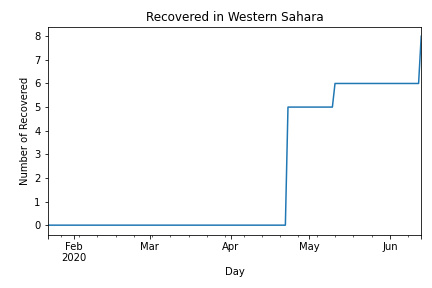 Recovered in Western Sahara
Number of Recovered
8
7
6
5
4
3
2
1
0
Feb
2020
Mar
Apr
May
Jun
Day